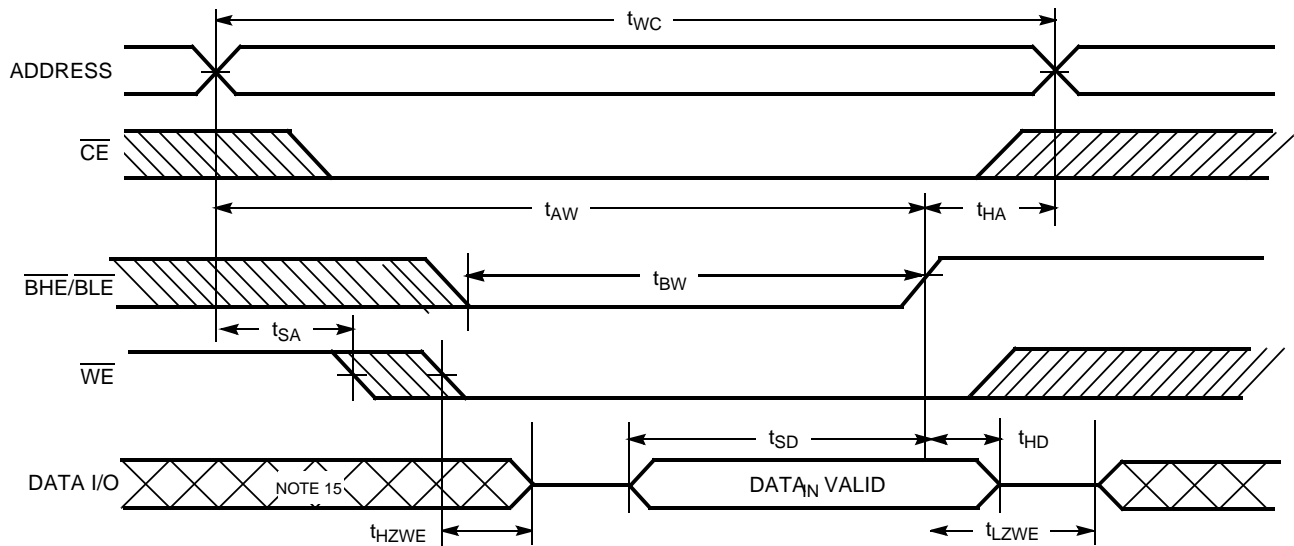 tWC
ADDRESS
CE
tAW
tHA
BHE/BLE
tBW
tSA
WE
tSD
tHD
DATA I/O
NOTE 15
DATAIN VALID
tHZWE
tLZWE